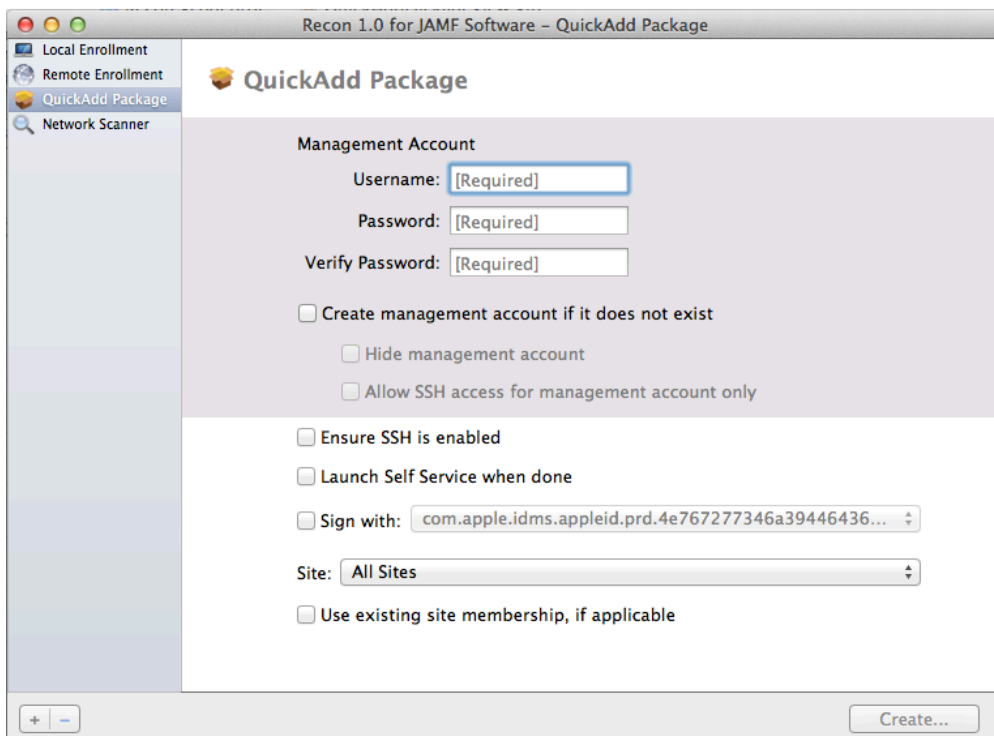 Recon 1.0 for JAMF Software – QuickAdd Package
Local Enrollment
Remote Enrollment
QuickAdd Package
Network Scanner
QuickAdd Package
Management Account
Username: [Required]
Password: [Required]
Verify Password: [Required]
Create management account if it does not exist
Hide management account
Allow SSH access for management account only
Ensure SSH is enabled
Launch Self Service when done
Sign with: com.apple.idms.appleid.prd.4e767277346a39446436...
Site: All Sites
Use existing site membership, if applicable
+ −
Create...